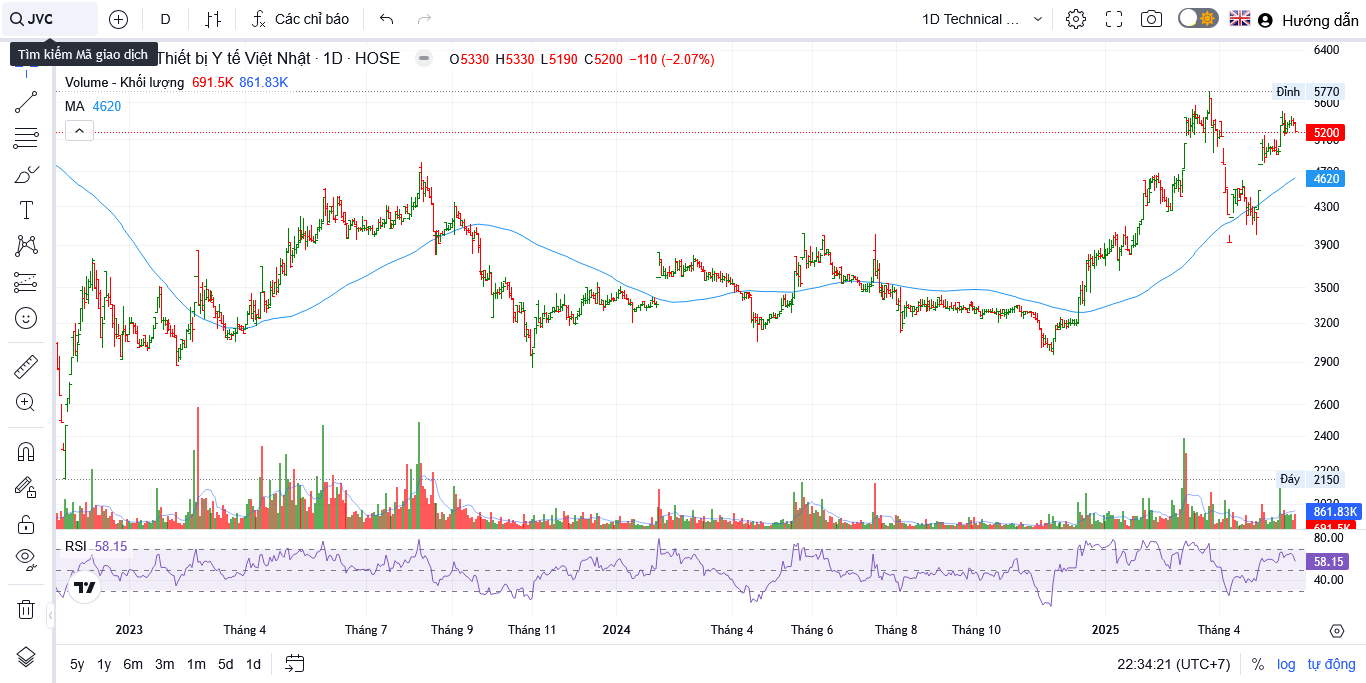 JVC
D
Các chỉ báo
1D Technical ...
Hướng dẫn
Tìm kiếm Mã giao dịch
Thiết bị Y tế Việt Nhật · 1D · HOSE
O5330 H5330 L5190 C5200 −110 (−2.07%)
Volume - Khối lượng 691.5K 861.83K
MA 4620
6400
Đỉnh 5770
5600
5200
4620
4300
3900
3500
3200
2900
2600
2400
2200
Đáy 2150
861.83K
691.5K
RSI 58.15
80.00
58.15
40.00
2023 Tháng 4 Tháng 7 Tháng 9 Tháng 11 2024 Tháng 4 Tháng 6 Tháng 8 Tháng 10 2025 Tháng 4
5y 1y 6m 3m 1m 5d 1d
22:34:21 (UTC+7) % log tự động